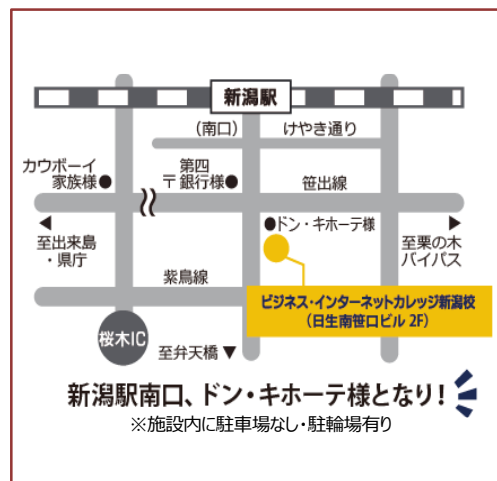 新潟駅
(南口)
けやき通り
カウボーイ
家族様●
第四
〒銀行様●
笹出線
●ドン・キホーテ様
◀
至出来島
・県庁
▶
至栗の木
バイパス
紫鳥線
ビジネス・インターネットカレッジ新潟校
(日生南笹口ビル 2F)
桜木IC
至弁天橋▼
新潟駅南口、ドン・キホーテ様となり!
※施設内に駐車場なし・駐輪場有り